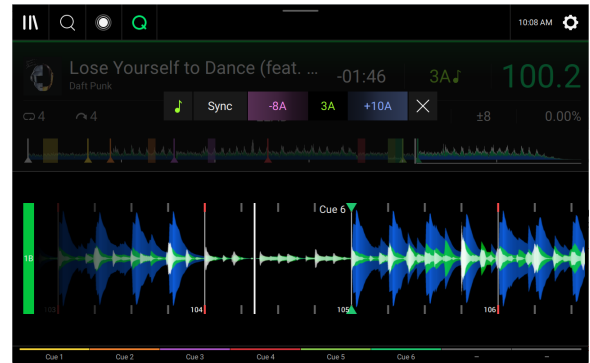 10:08 AM
Lose Yourself to Dance (feat. ...
Daft Punk
-01:46
3A
100.2
Sync
-8A
3A
+10A
4
4
±8
0.00%
Cue 6
1B
103
104
105
106
Cue 1
Cue 2
Cue 3
Cue 4
Cue 5
Cue 6
–
–